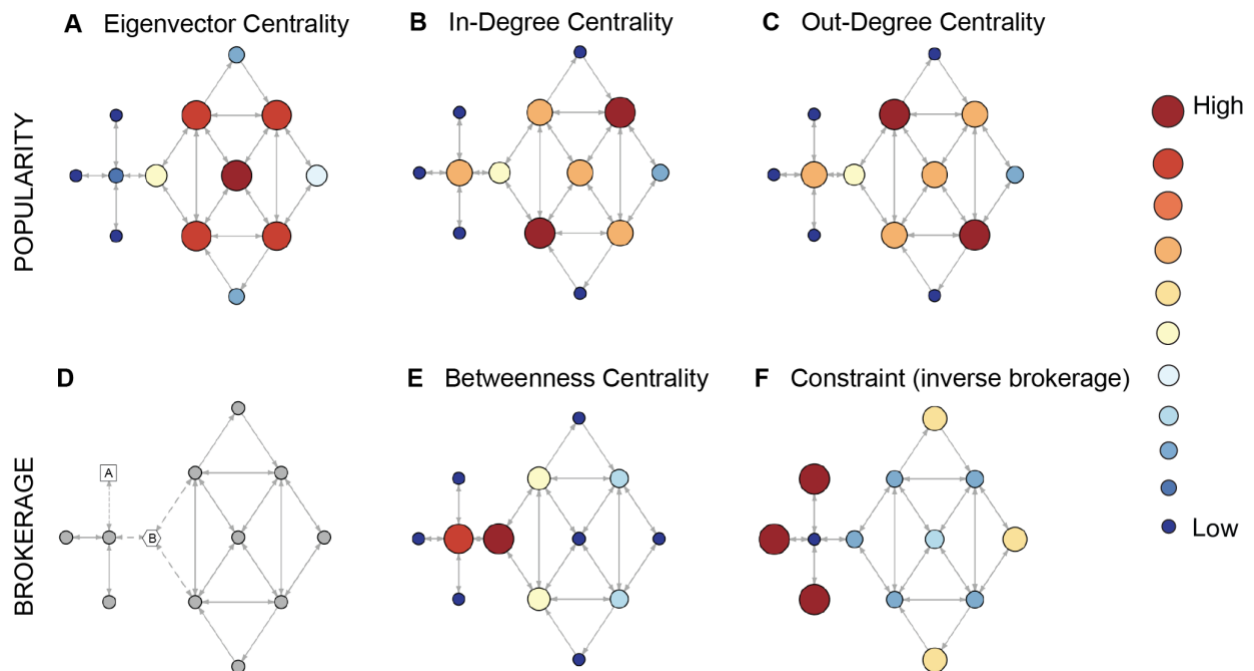 A Eigenvector Centrality
B In-Degree Centrality
C Out-Degree Centrality
POPULARITY
High
D
E Betweenness Centrality
F Constraint (inverse brokerage)
BROKERAGE
A
B
Low